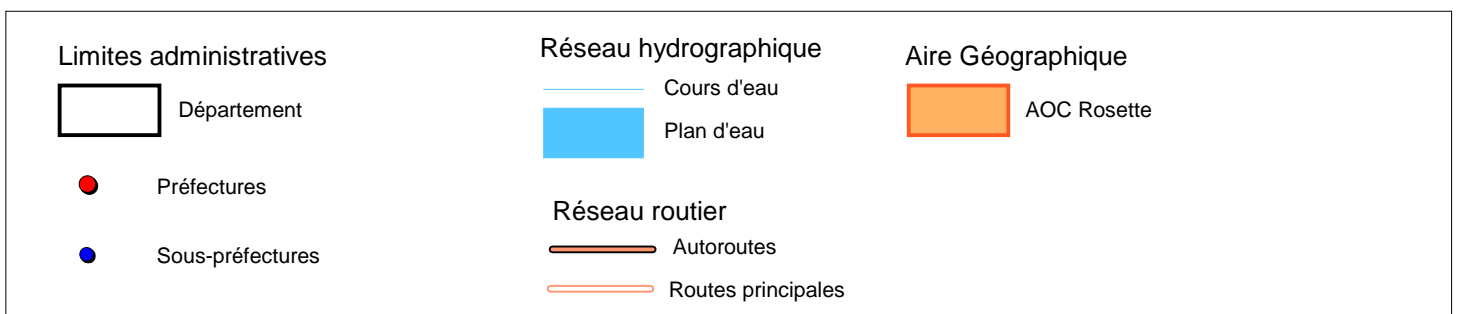 Limites administratives
Département
Préfectures
Sous-préfectures
Réseau hydrographique
Cours d'eau
Plan d'eau
Réseau routier
Autoroutes
Routes principales
Aire Géographique
AOC Rosette